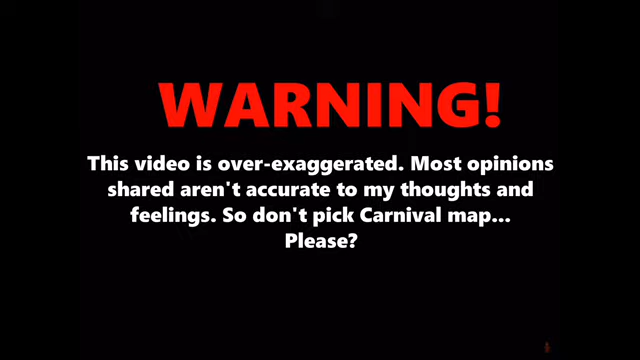 WARNING!
This video is over-exaggerated. Most opinions
shared aren't accurate to my thoughts and
feelings. So don't pick Carnival map...
Please?